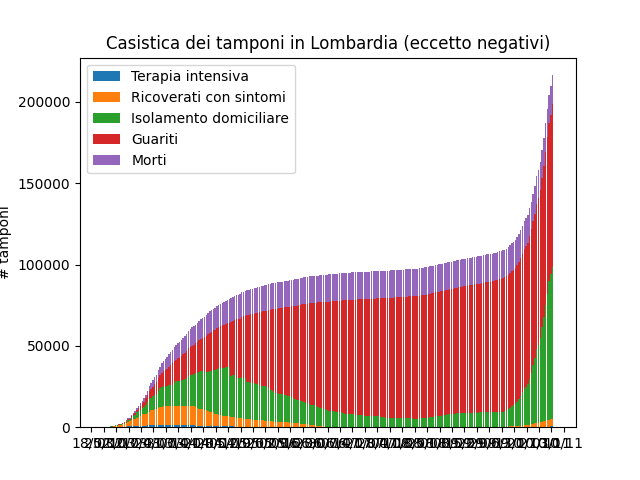 Casistica dei tamponi in Lombardia (eccetto negativi)
Terapia intensiva
Ricoverati con sintomi
Isolamento domiciliare
Guariti
Morti
200000
150000
100000
50000
0
# tamponi